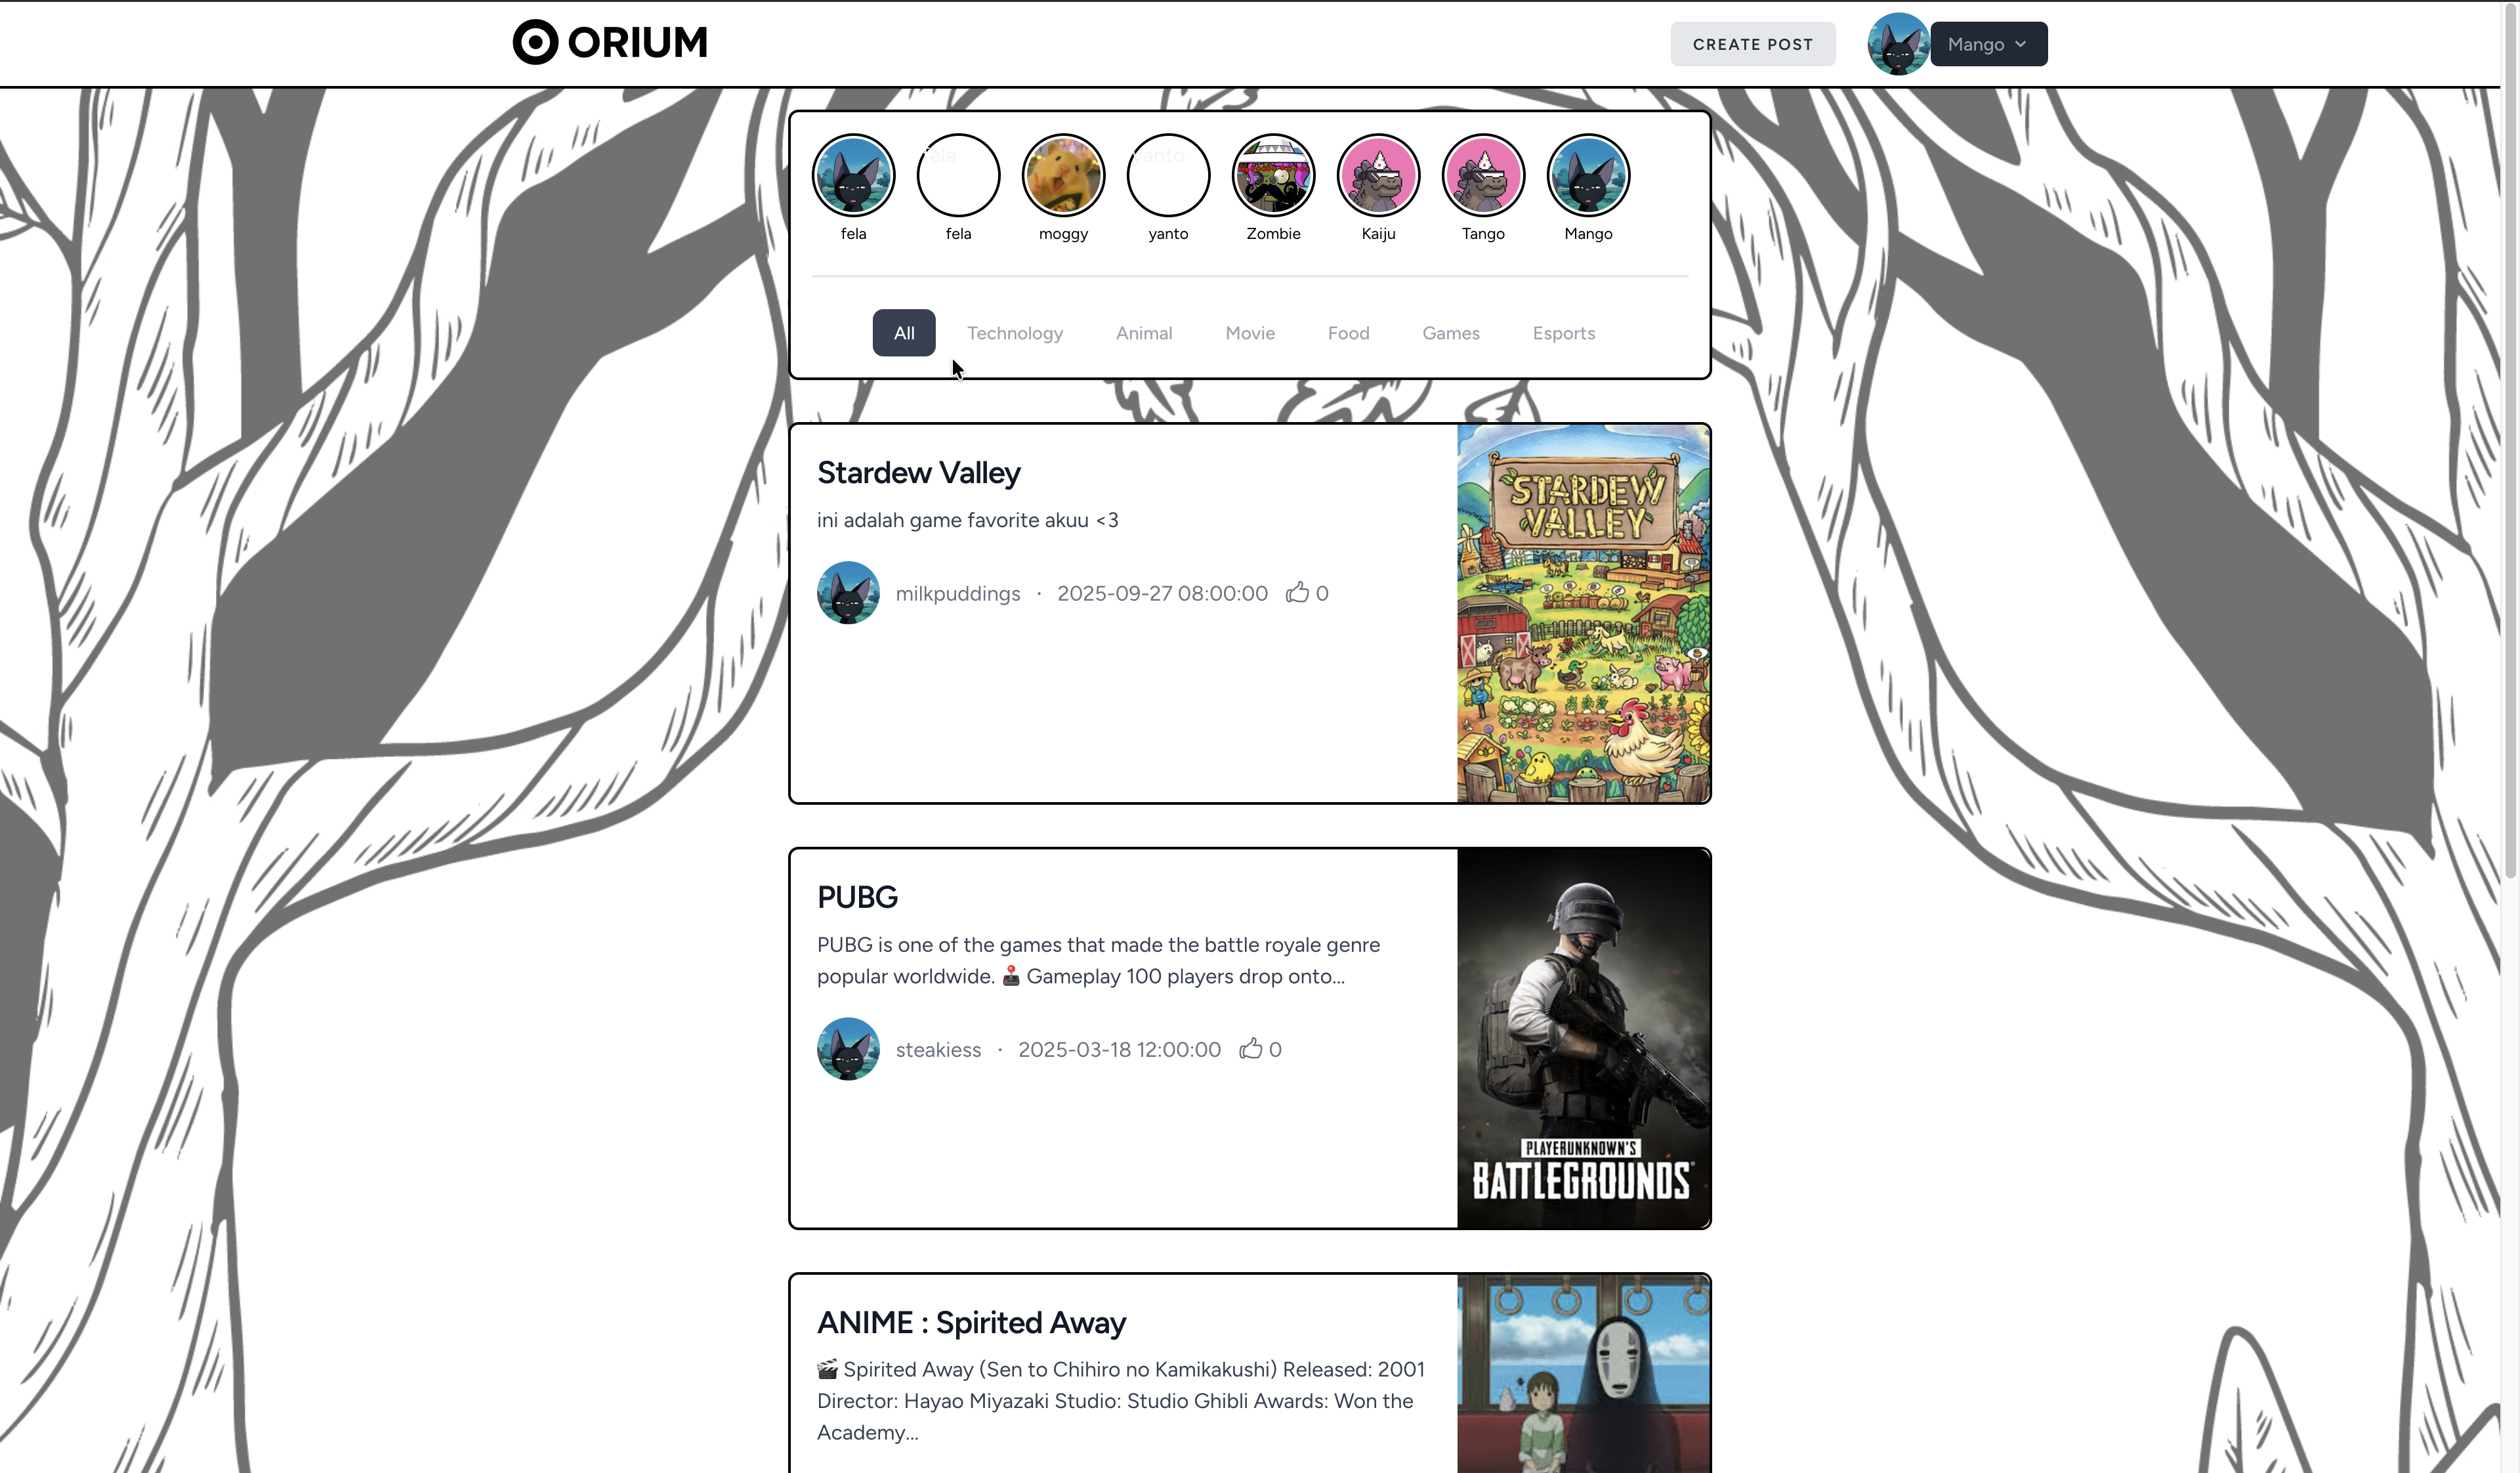 ORIUM
CREATE POST
Mango
fela
yanto
fela
fela
moggy
yanto
Zombie
Kaiju
Tango
Mango
All
Technology
Animal
Movie
Food
Games
Esports
Stardew Valley
ini adalah game favorite akuu <3
milkpuddings · 2025-09-27 08:00:00 0
STARDEW
VALLEY
PUBG
PUBG is one of the games that made the battle royale genre
popular worldwide. 🕹️ Gameplay 100 players drop onto...
steakiess · 2025-03-18 12:00:00 0
PLAYERUNKNOWN'S
BATTLEGROUNDS
ANIME : Spirited Away
🎬 Spirited Away (Sen to Chihiro no Kamikakushi) Released: 2001
Director: Hayao Miyazaki Studio: Studio Ghibli Awards: Won the
Academy...